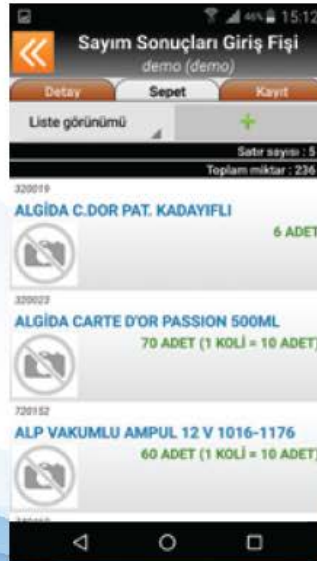 46% 15:12
Sayım Sonuçları Giriş Fişi
demo (demo)
Detay Sepet Kayıt
Liste görünümü +
Satır sayısı : 5
Toplam miktar : 236
320019
ALGİDA C.DOR PAT. KADAYIFLI
6 ADET
320023
ALGİDA CARTE D'OR PASSION 500ML
70 ADET (1 KOLİ = 10 ADET)
720152
ALP VAKUMLU AMPUL 12 V 1016-1176
60 ADET (1 KOLİ = 10 ADET)